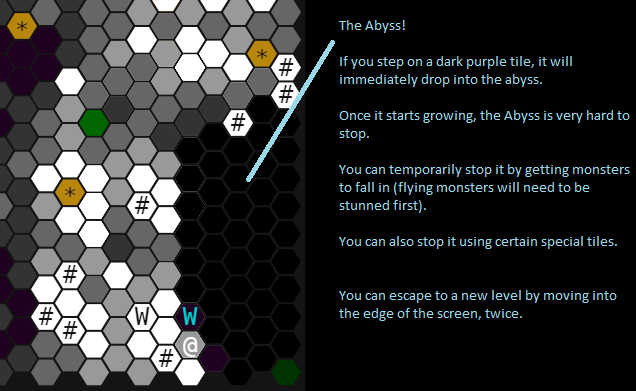 The Abyss!
If you step on a dark purple tile, it will
immediately drop into the abyss.
Once it starts growing, the Abyss is very hard to
stop.
You can temporarily stop it by getting monsters
to fall in (flying monsters will need to be
stunned first).
You can also stop it using certain special tiles.
You can escape to a new level by moving into
the edge of the screen, twice.
*
*
#
#
#
*
#
#
# W W
#
@
#